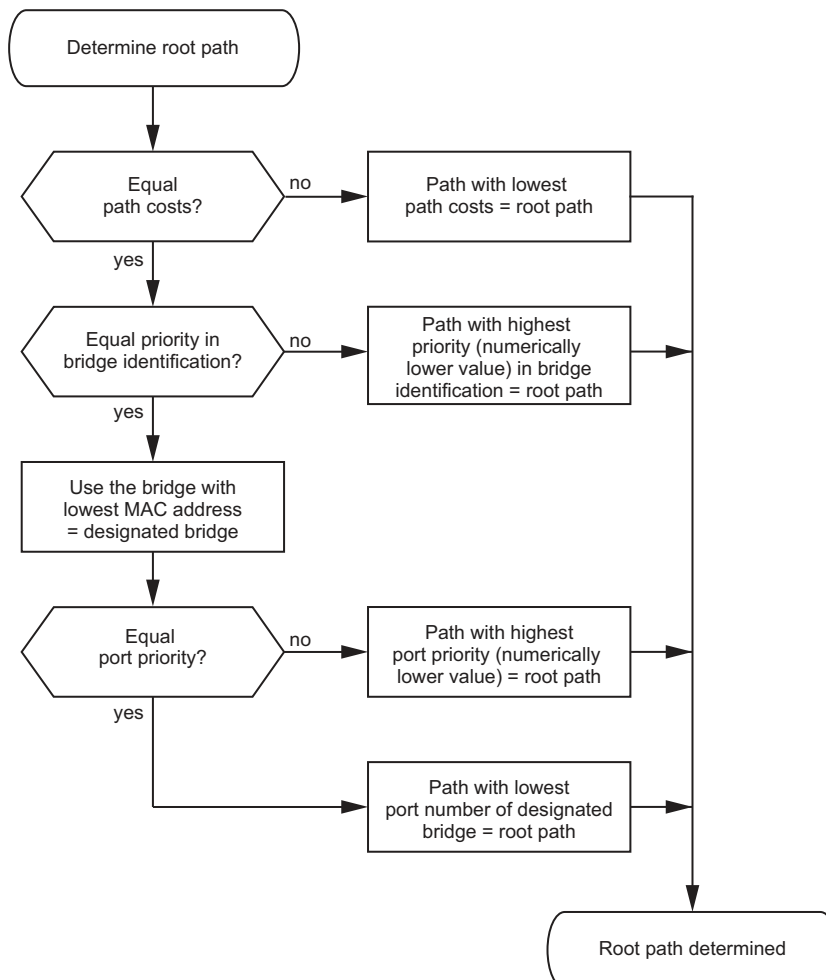 Determine root path
Equal
path costs?
no
Path with lowest
path costs = root path
yes
Equal priority in
bridge identification?
no
Path with highest
priority (numerically
lower value) in bridge
identification = root path
yes
Use the bridge with
lowest MAC address
= designated bridge
Equal
port priority?
no
Path with highest
port priority (numerically
lower value) = root path
yes
Path with lowest
port number of designated
bridge = root path
Root path determined